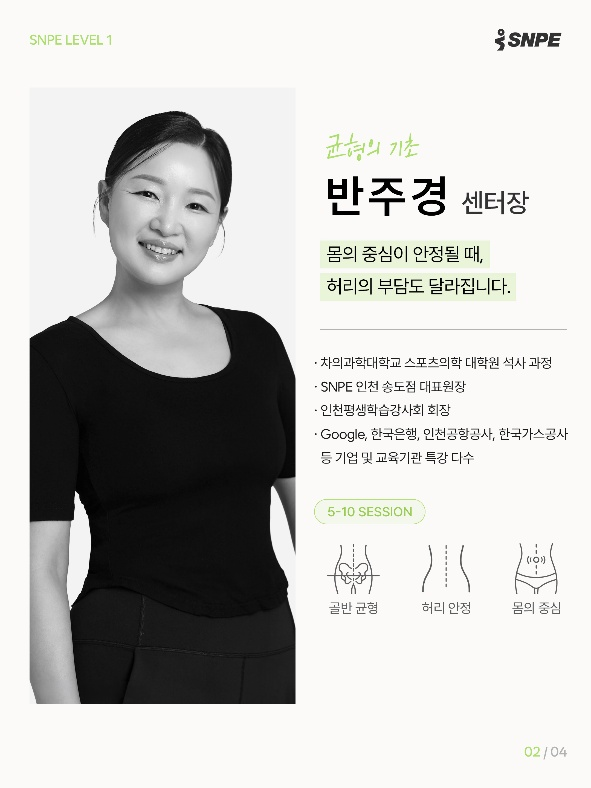 SNPE LEVEL 1
SNPE
균형의 기초
반주경 센터장
몸의 중심이 안정될 때,
허리의 부담도 달라집니다.
· 차의과학대학교 스포츠의학 대학원 석사 과정
· SNPE 인천 송도점 대표원장
· 인천평생학습강사회 회장
· Google, 한국은행, 인천공항공사, 한국가스공사
등 기업 및 교육기관 특강 다수
5-10 SESSION
골반 균형
허리 안정
몸의 중심
02 / 04